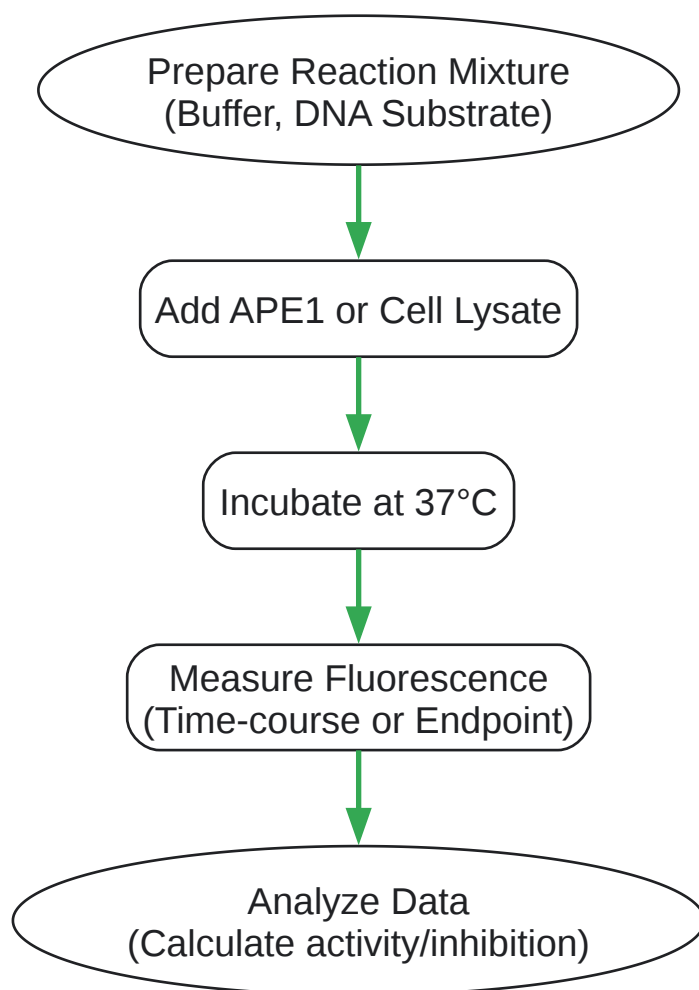 Prepare Reaction Mixture
(Buffer, DNA Substrate)
Add APE1 or Cell Lysate
Incubate at 37°C
Measure Fluorescence
(Time-course or Endpoint)
Analyze Data
(Calculate activity/inhibition)